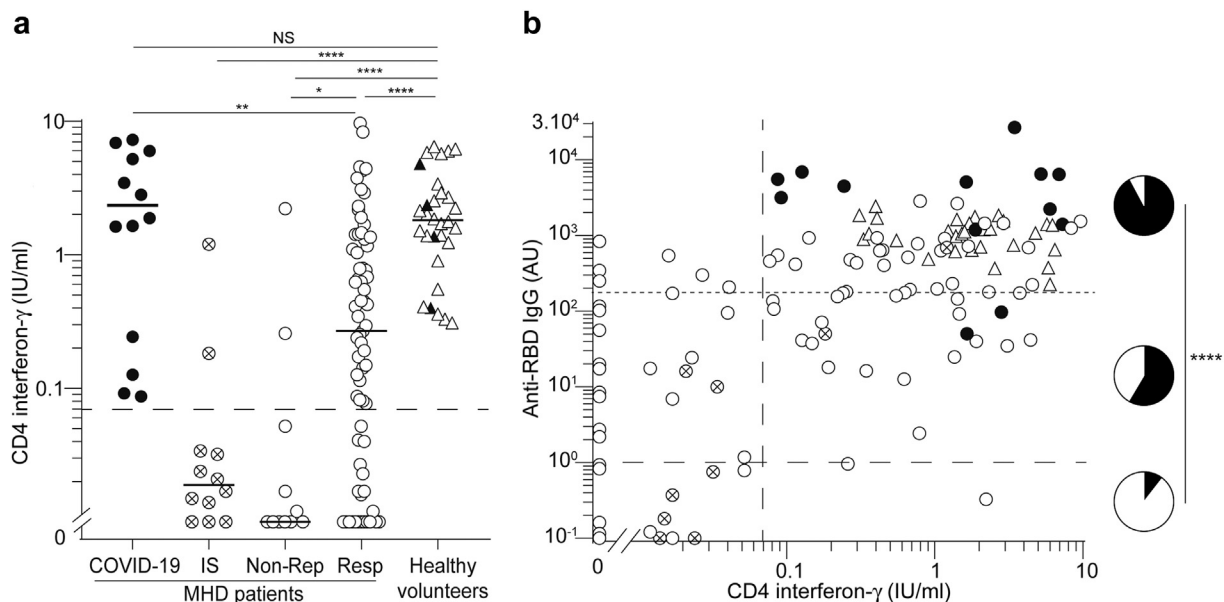 a
NS
****
****
*
****
**
10
1
0.1
0
CD4 interferon-γ (IU/ml)
COVID-19 IS Non-Rep Resp Healthy volunteers
MHD patients
b
3.10⁴
10⁴
10³
10²
10¹
10⁰
10⁻¹
Anti-RBD IgG (AU)
0 0.1 1 10
CD4 interferon-γ (IU/ml)
****